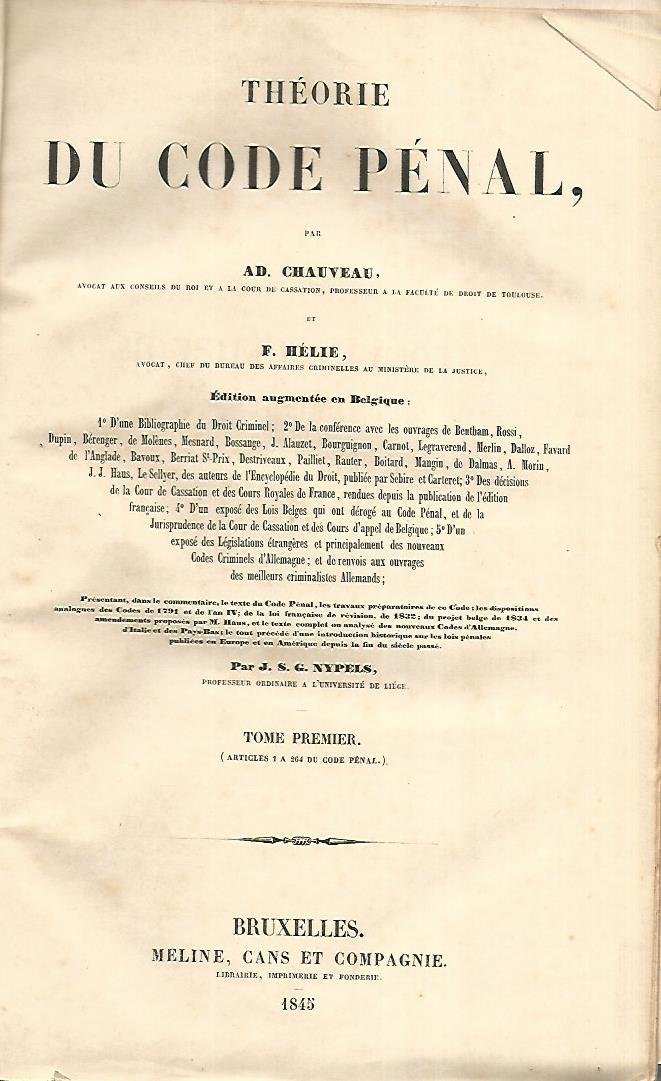 THÉORIE
DU CODE PÉNAL,
PAR
AD. CHAUVEAU,
AVOCAT AUX CONSEILS DU ROI ET A LA COUR DE CASSATION, PROFESSEUR A LA FACULTÉ DE DROIT DE TOULOUSE.
ET
F. HÉLIE,
AVOCAT, CHEF DU BUREAU DES AFFAIRES CRIMINELLES AU MINISTÈRE DE LA JUSTICE,
Édition augmentée en Belgique :
1º D'une Bibliographie du Droit Criminel; 2º De la conférence avec les ouvrages de Bentham, Rossi,
Dupin, Bérenger, de Molènes, Mesnard, Bossange, J. Alauzet, Bourguignon, Carnot, Legraverend, Merlin, Dalloz, Favard
de l'Anglade, Bavoux, Berriat St-Prix, Destriveaux, Pailliet, Rauter, Boitard, Mangin, de Dalmas, A. Morin,
J. J. Haus, Le Sellyer, des auteurs de l'Encyclopédie du Droit, publiée par Sebire et Carteret; 3º Des décisions
de la Cour de Cassation et des Cours Royales de France, rendues depuis la publication de l'édition
française; 4º D'un exposé des Lois Belges qui ont dérogé au Code Pénal, et de la
Jurisprudence de la Cour de Cassation et des Cours d'appel de Belgique; 5º D'un
exposé des Législations étrangères et principalement des nouveaux
Codes Criminels d'Allemagne; et de renvois aux ouvrages
des meilleurs criminalistes Allemands;
Présentant, dans le commentaire, le texte du Code Pénal, les travaux préparatoires de ce Code; les dispositions
analogues des Codes de 1791 et de l'an IV; de la loi française de révision, de 1832; du projet belge de 1834 et des
amendements proposés par M. Haus, et le texte complet ou analysé des nouveaux Codes d'Allemagne,
d'Italie et des Pays-Bas; le tout précédé d'une introduction historique sur les lois pénales
publiées en Europe et en Amérique depuis la fin du siècle passé.
Par J. S. G. NYPELS,
PROFESSEUR ORDINAIRE A L'UNIVERSITÉ DE LIÉGE.
TOME PREMIER.
(ARTICLES 1 A 264 DU CODE PÉNAL.)
BRUXELLES.
MELINE, CANS ET COMPAGNIE.
LIBRAIRIE, IMPRIMERIE ET FONDERIE.
1845